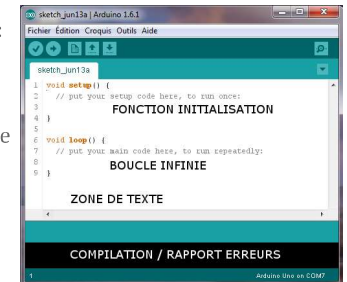 :
sketch_jun13a | Arduino 1.6.1
Fichier Édition Croquis Outils Aide
sketch_jun13a
1 void setup() {
2 // put your setup code here, to run once:
3 FONCTION INITIALISATION
4 }
5
6 void loop() {
7 // put your main code here, to run repeatedly:
8 BOUCLE INFINIE
9 }
e
ZONE DE TEXTE
COMPILATION / RAPPORT ERREURS
1 Arduino Uno on COM7